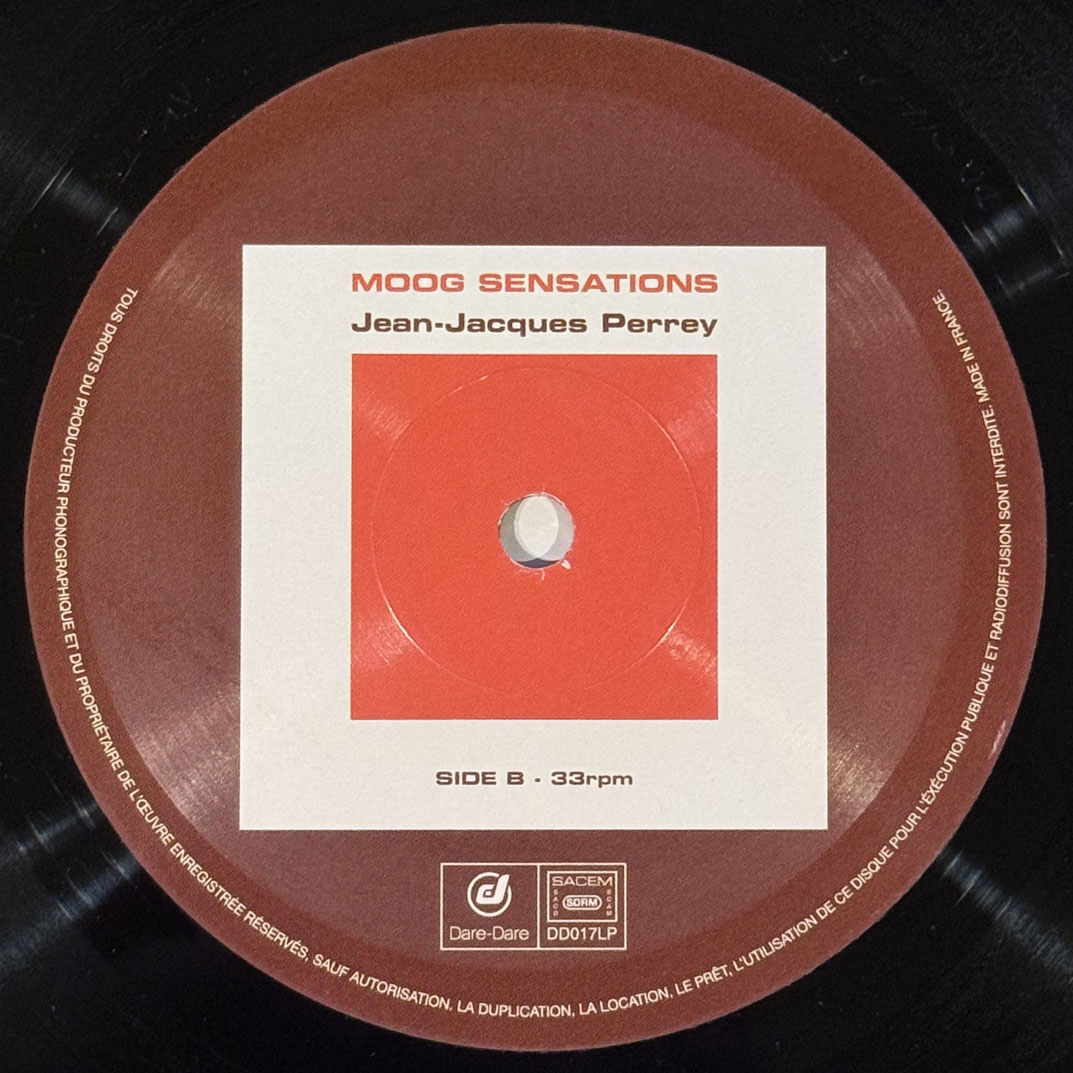 MOOG SENSATIONS
Jean-Jacques Perrey
SIDE B - 33rpm
Dare-Dare
SACEM
SACD
SDRM
SCAM
DD017LP
TOUS DROITS DU PRODUCTEUR PHONOGRAPHIQUE ET DU PROPRIÉTAIRE DE L'ŒUVRE ENREGISTRÉE RÉSERVÉS, SAUF AUTORISATION. LA DUPLICATION, LA LOCATION, LE PRÊT, L'UTILISATION DE CE DISQUE POUR L'ÉXÉCUTION PUBLIQUE ET RADIODIFFUSION SONT INTERDITE. MADE IN FRANCE.